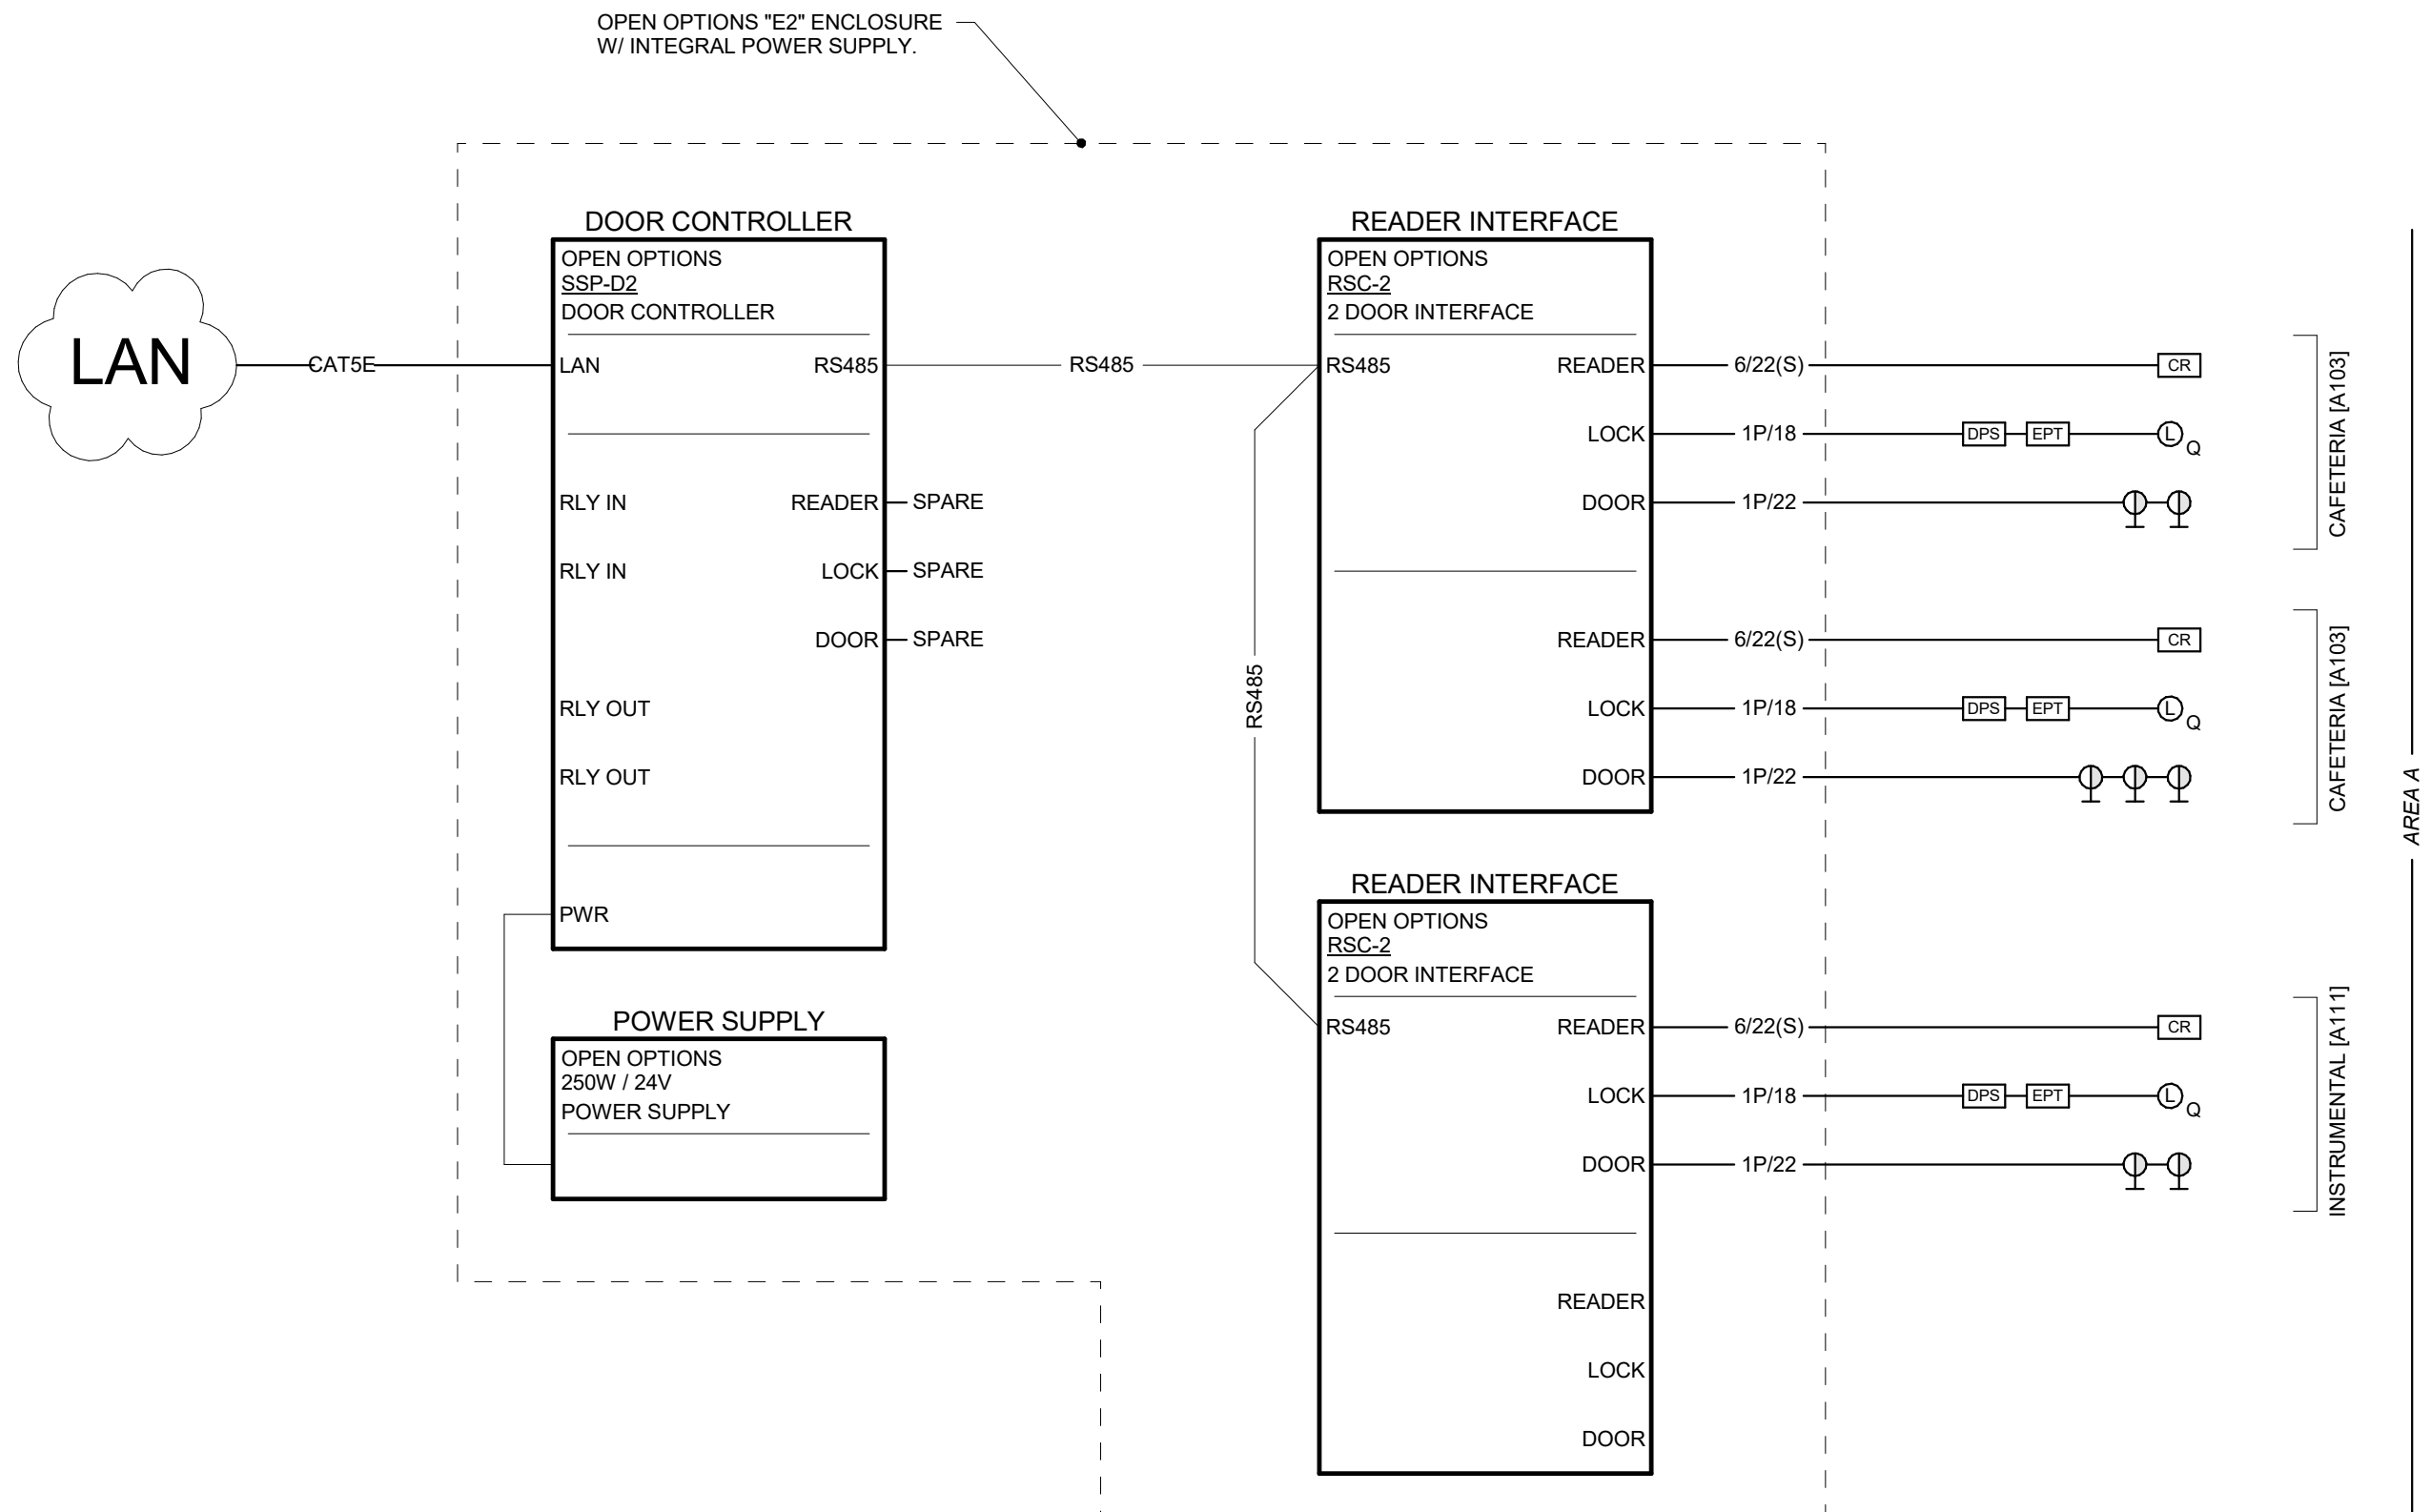 OPEN OPTIONS "E2" ENCLOSURE
W/ INTEGRAL POWER SUPPLY.
LAN
CAT5E
DOOR CONTROLLER
OPEN OPTIONS
SSP-D2
DOOR CONTROLLER
LAN
RS485
RLY IN
READER
SPARE
RLY IN
LOCK
SPARE
DOOR
SPARE
RLY OUT
RLY OUT
PWR
POWER SUPPLY
OPEN OPTIONS
250W / 24V
POWER SUPPLY
RS485
RS485
READER INTERFACE
OPEN OPTIONS
RSC-2
2 DOOR INTERFACE
RS485
READER
6/22(S)
CR
LOCK
1P/18
DPS
EPT
L
Q
DOOR
1P/22
CAFETERIA [A103]
READER
6/22(S)
CR
LOCK
1P/18
DPS
EPT
L
Q
DOOR
1P/22
CAFETERIA [A103]
READER INTERFACE
OPEN OPTIONS
RSC-2
2 DOOR INTERFACE
RS485
READER
6/22(S)
CR
LOCK
1P/18
DPS
EPT
L
Q
DOOR
1P/22
INSTRUMENTAL [A111]
READER
LOCK
DOOR
AREA A